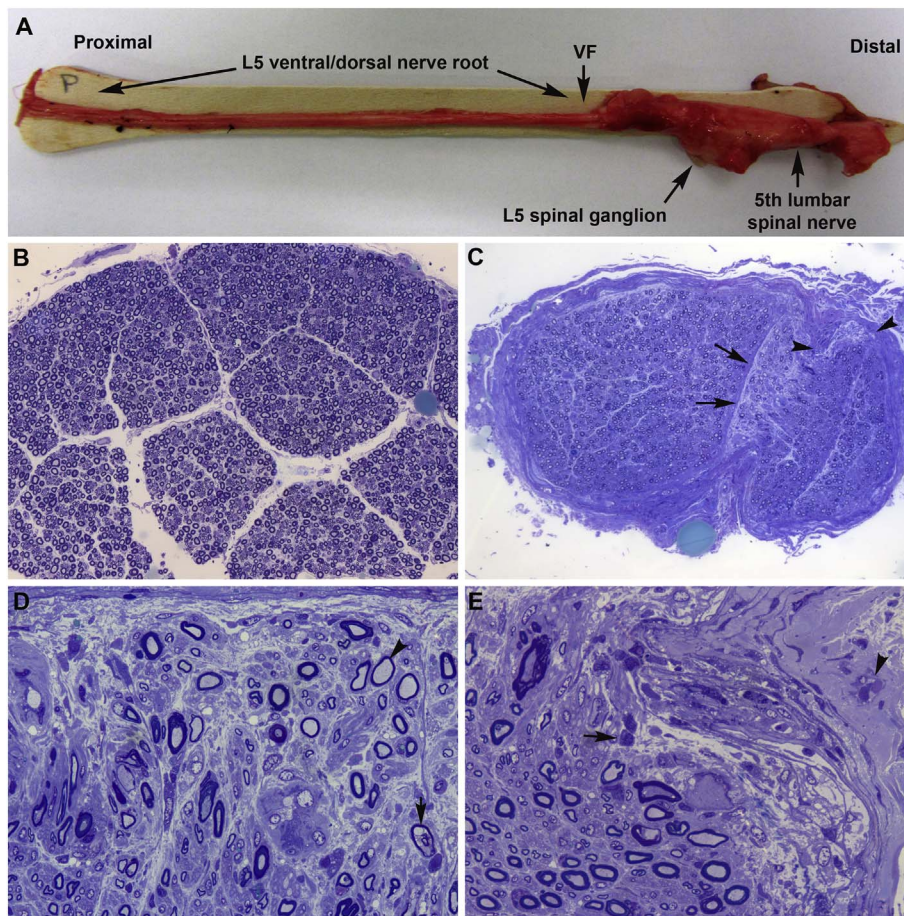 A
Proximal
L5 ventral/dorsal nerve root
VF
Distal
P
L5 spinal ganglion
5th lumbar
spinal nerve
B
C
D
E